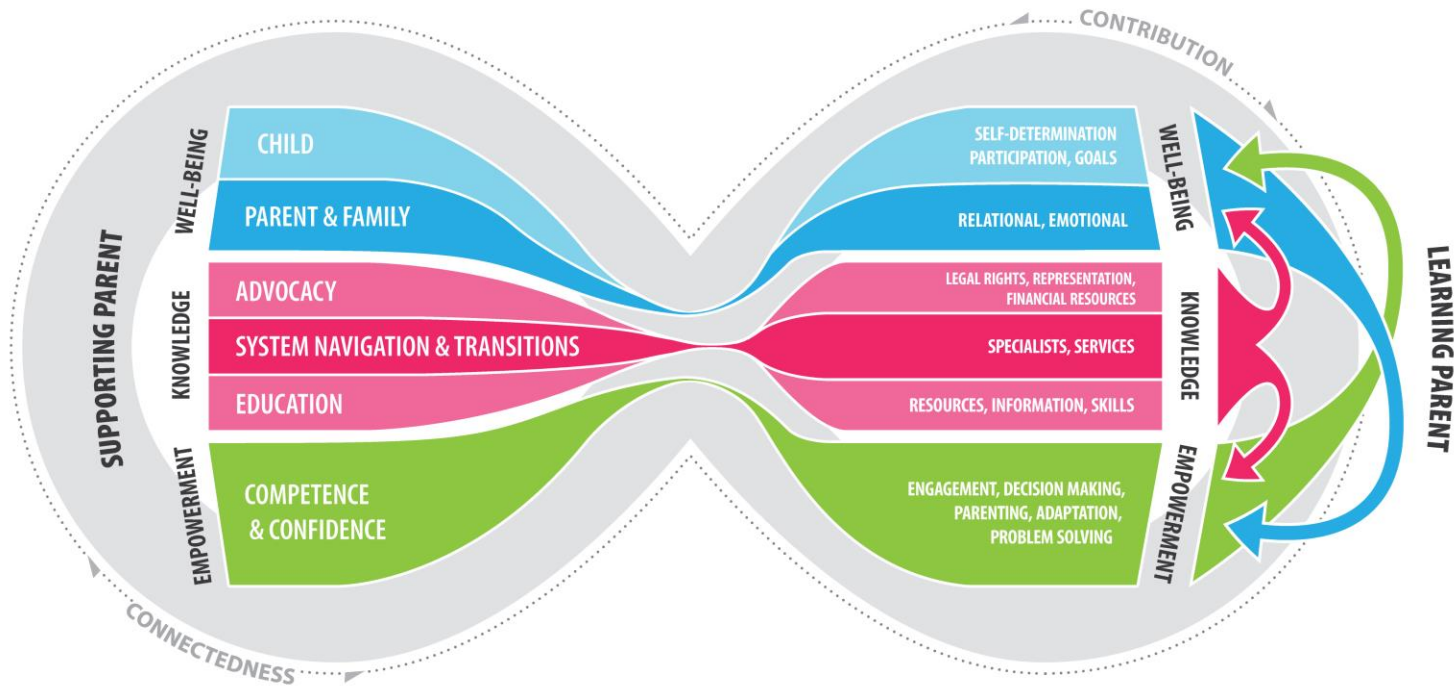 SUPPORTING PARENT
WELL-BEING
CHILD
PARENT & FAMILY
KNOWLEDGE
ADVOCACY
SYSTEM NAVIGATION & TRANSITIONS
EDUCATION
EMPOWERMENT
COMPETENCE
& CONFIDENCE
CONNECTEDNESS
CONTRIBUTION
SELF-DETERMINATION
PARTICIPATION, GOALS
RELATIONAL, EMOTIONAL
WELL-BEING
LEGAL RIGHTS, REPRESENTATION,
FINANCIAL RESOURCES
SPECIALISTS, SERVICES
RESOURCES, INFORMATION, SKILLS
KNOWLEDGE
ENGAGEMENT, DECISION MAKING,
PARENTING, ADAPTATION,
PROBLEM SOLVING
EMPOWERMENT
LEARNING PARENT